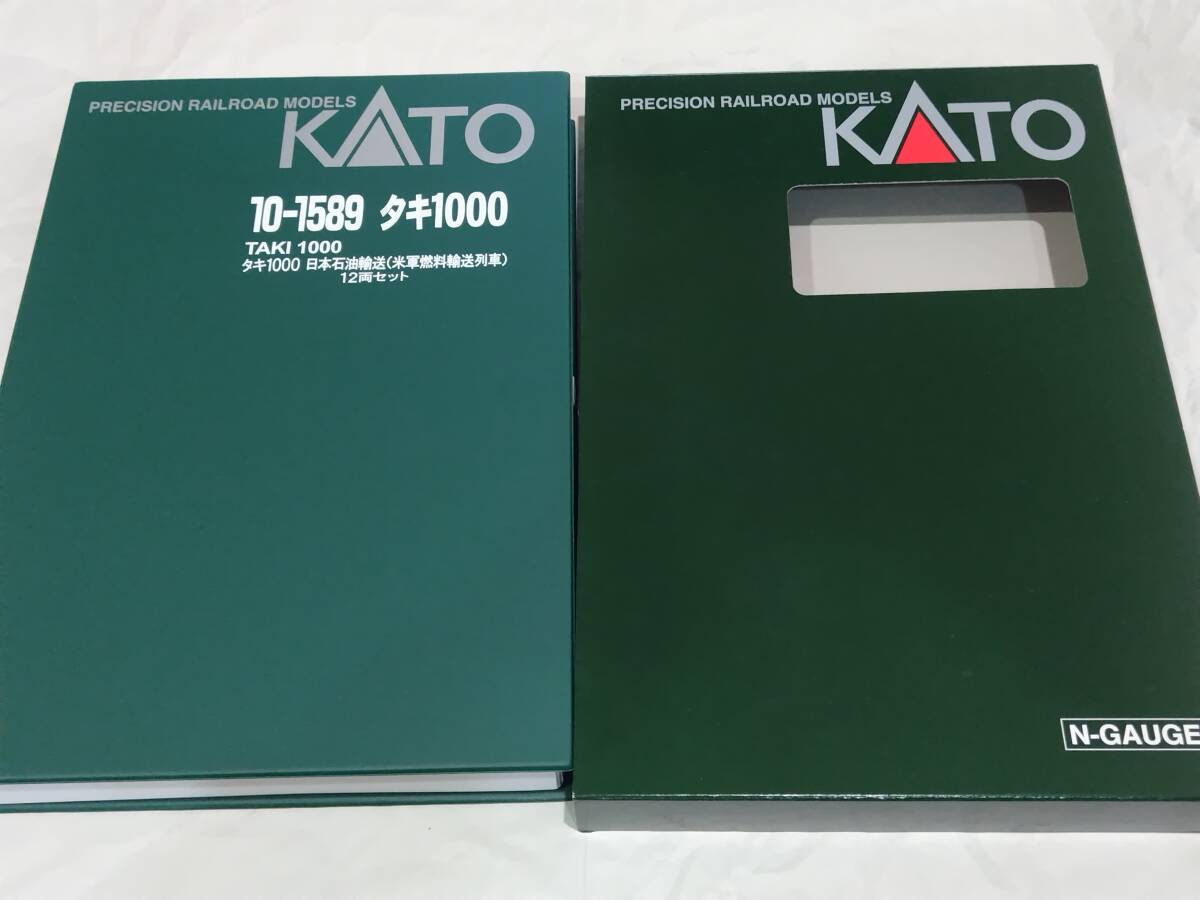 PRECISION RAILROAD MODELS
KATO
10-1589 タキ1000
TAKI 1000
タキ1000 日本石油輸送(米軍燃料輸送列車)
12両セット
PRECISION RAILROAD MODELS
KATO
N-GAUGE